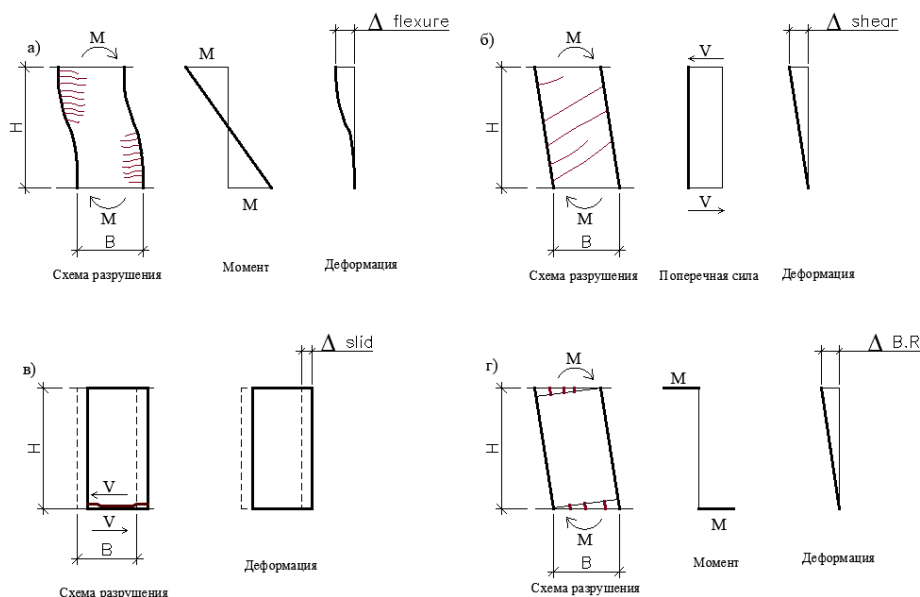 а)
M
H
M
B
Схема разрушения
M
M
Момент
Δ flexure
Деформация
б)
M
H
M
B
Схема разрушения
V
V
Поперечная сила
Δ shear
Деформация
в)
H
V
V
B
Схема разрушения
Δ slid
Деформация
г)
M
H
M
B
Схема разрушения
M
M
Момент
Δ B.R
Деформация